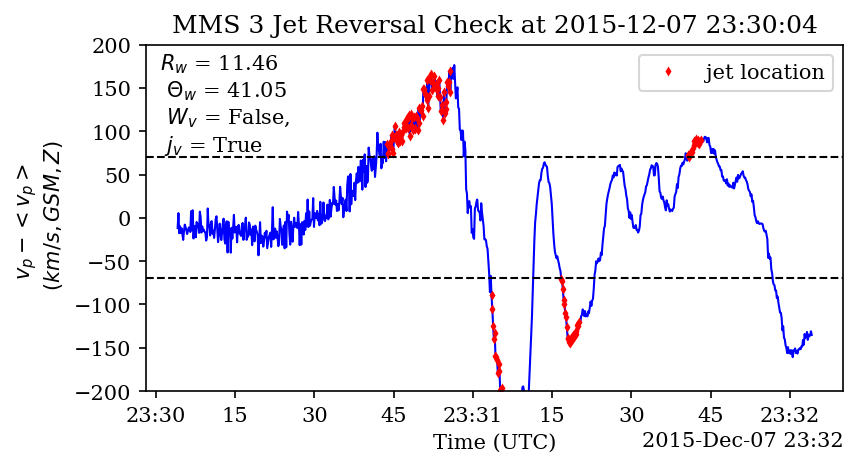 MMS 3 Jet Reversal Check at 2015-12-07 23:30:04
R_w = 11.46
Θ_w = 41.05
W_v = False,
j_v = True
jet location
v_p − <v_p>
(km/s, GSM, Z)
200
150
100
50
0
−50
−100
−150
−200
23:30 15 30 45 23:31 15 30 45 23:32
Time (UTC)
2015-Dec-07 23:32